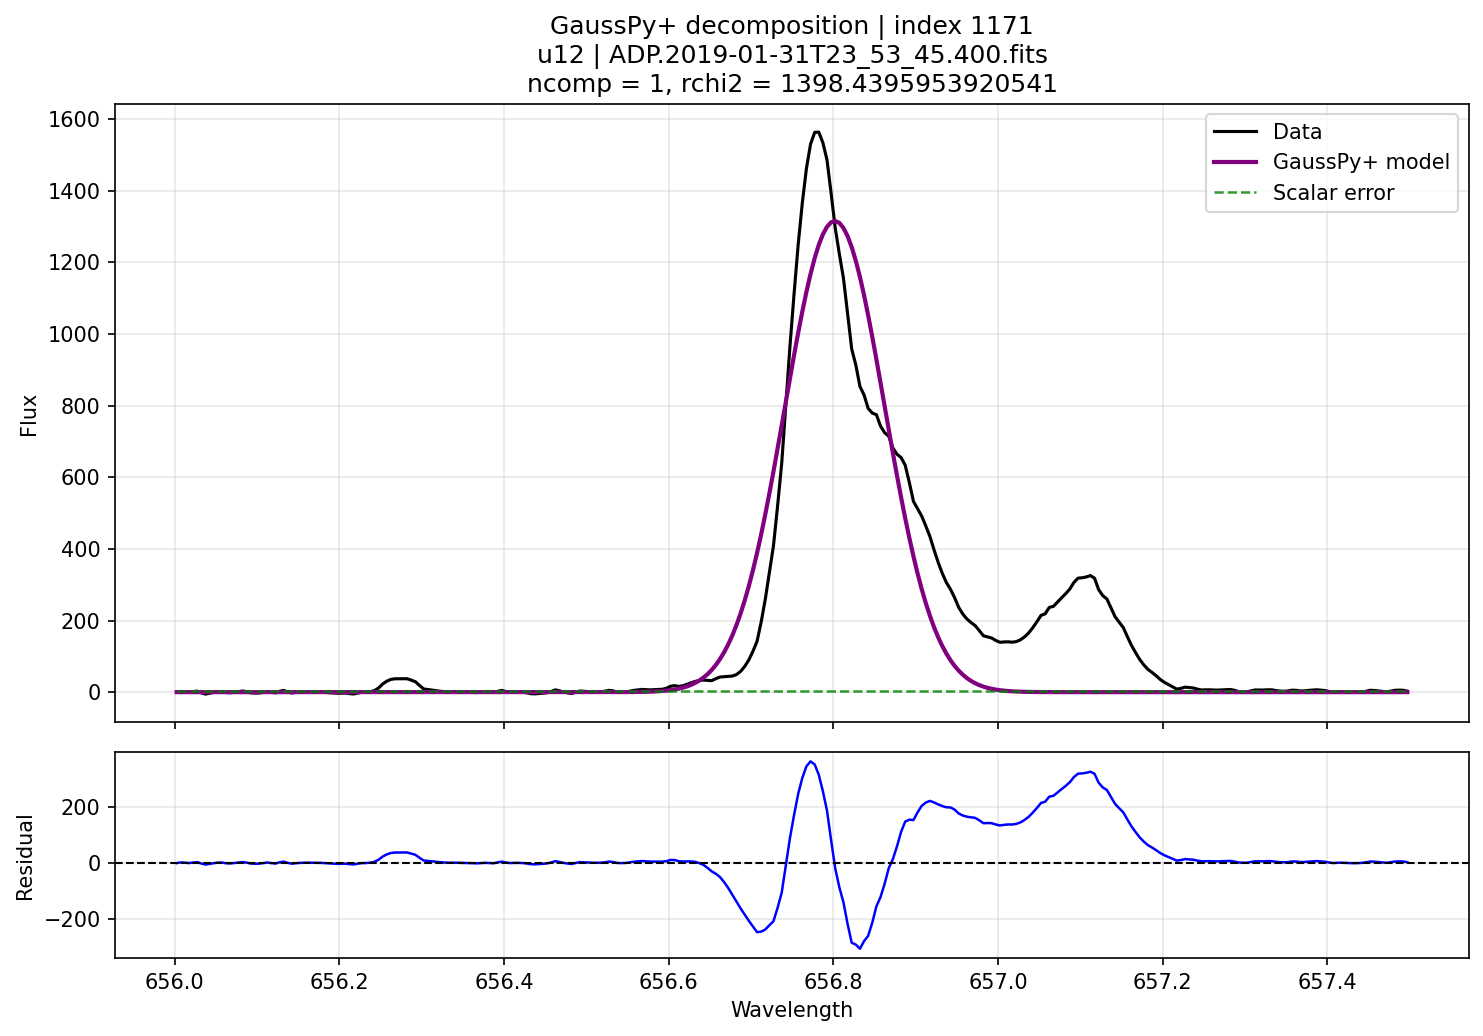 GaussPy+ decomposition | index 1171
u12 | ADP.2019-01-31T23_53_45.400.fits
ncomp = 1, rchi2 = 1398.4395953920541
Data
GaussPy+ model
Scalar error
Flux
1600
1400
1200
1000
800
600
400
200
0
Residual
200
0
−200
656.0 656.2 656.4 656.6 656.8 657.0 657.2 657.4
Wavelength